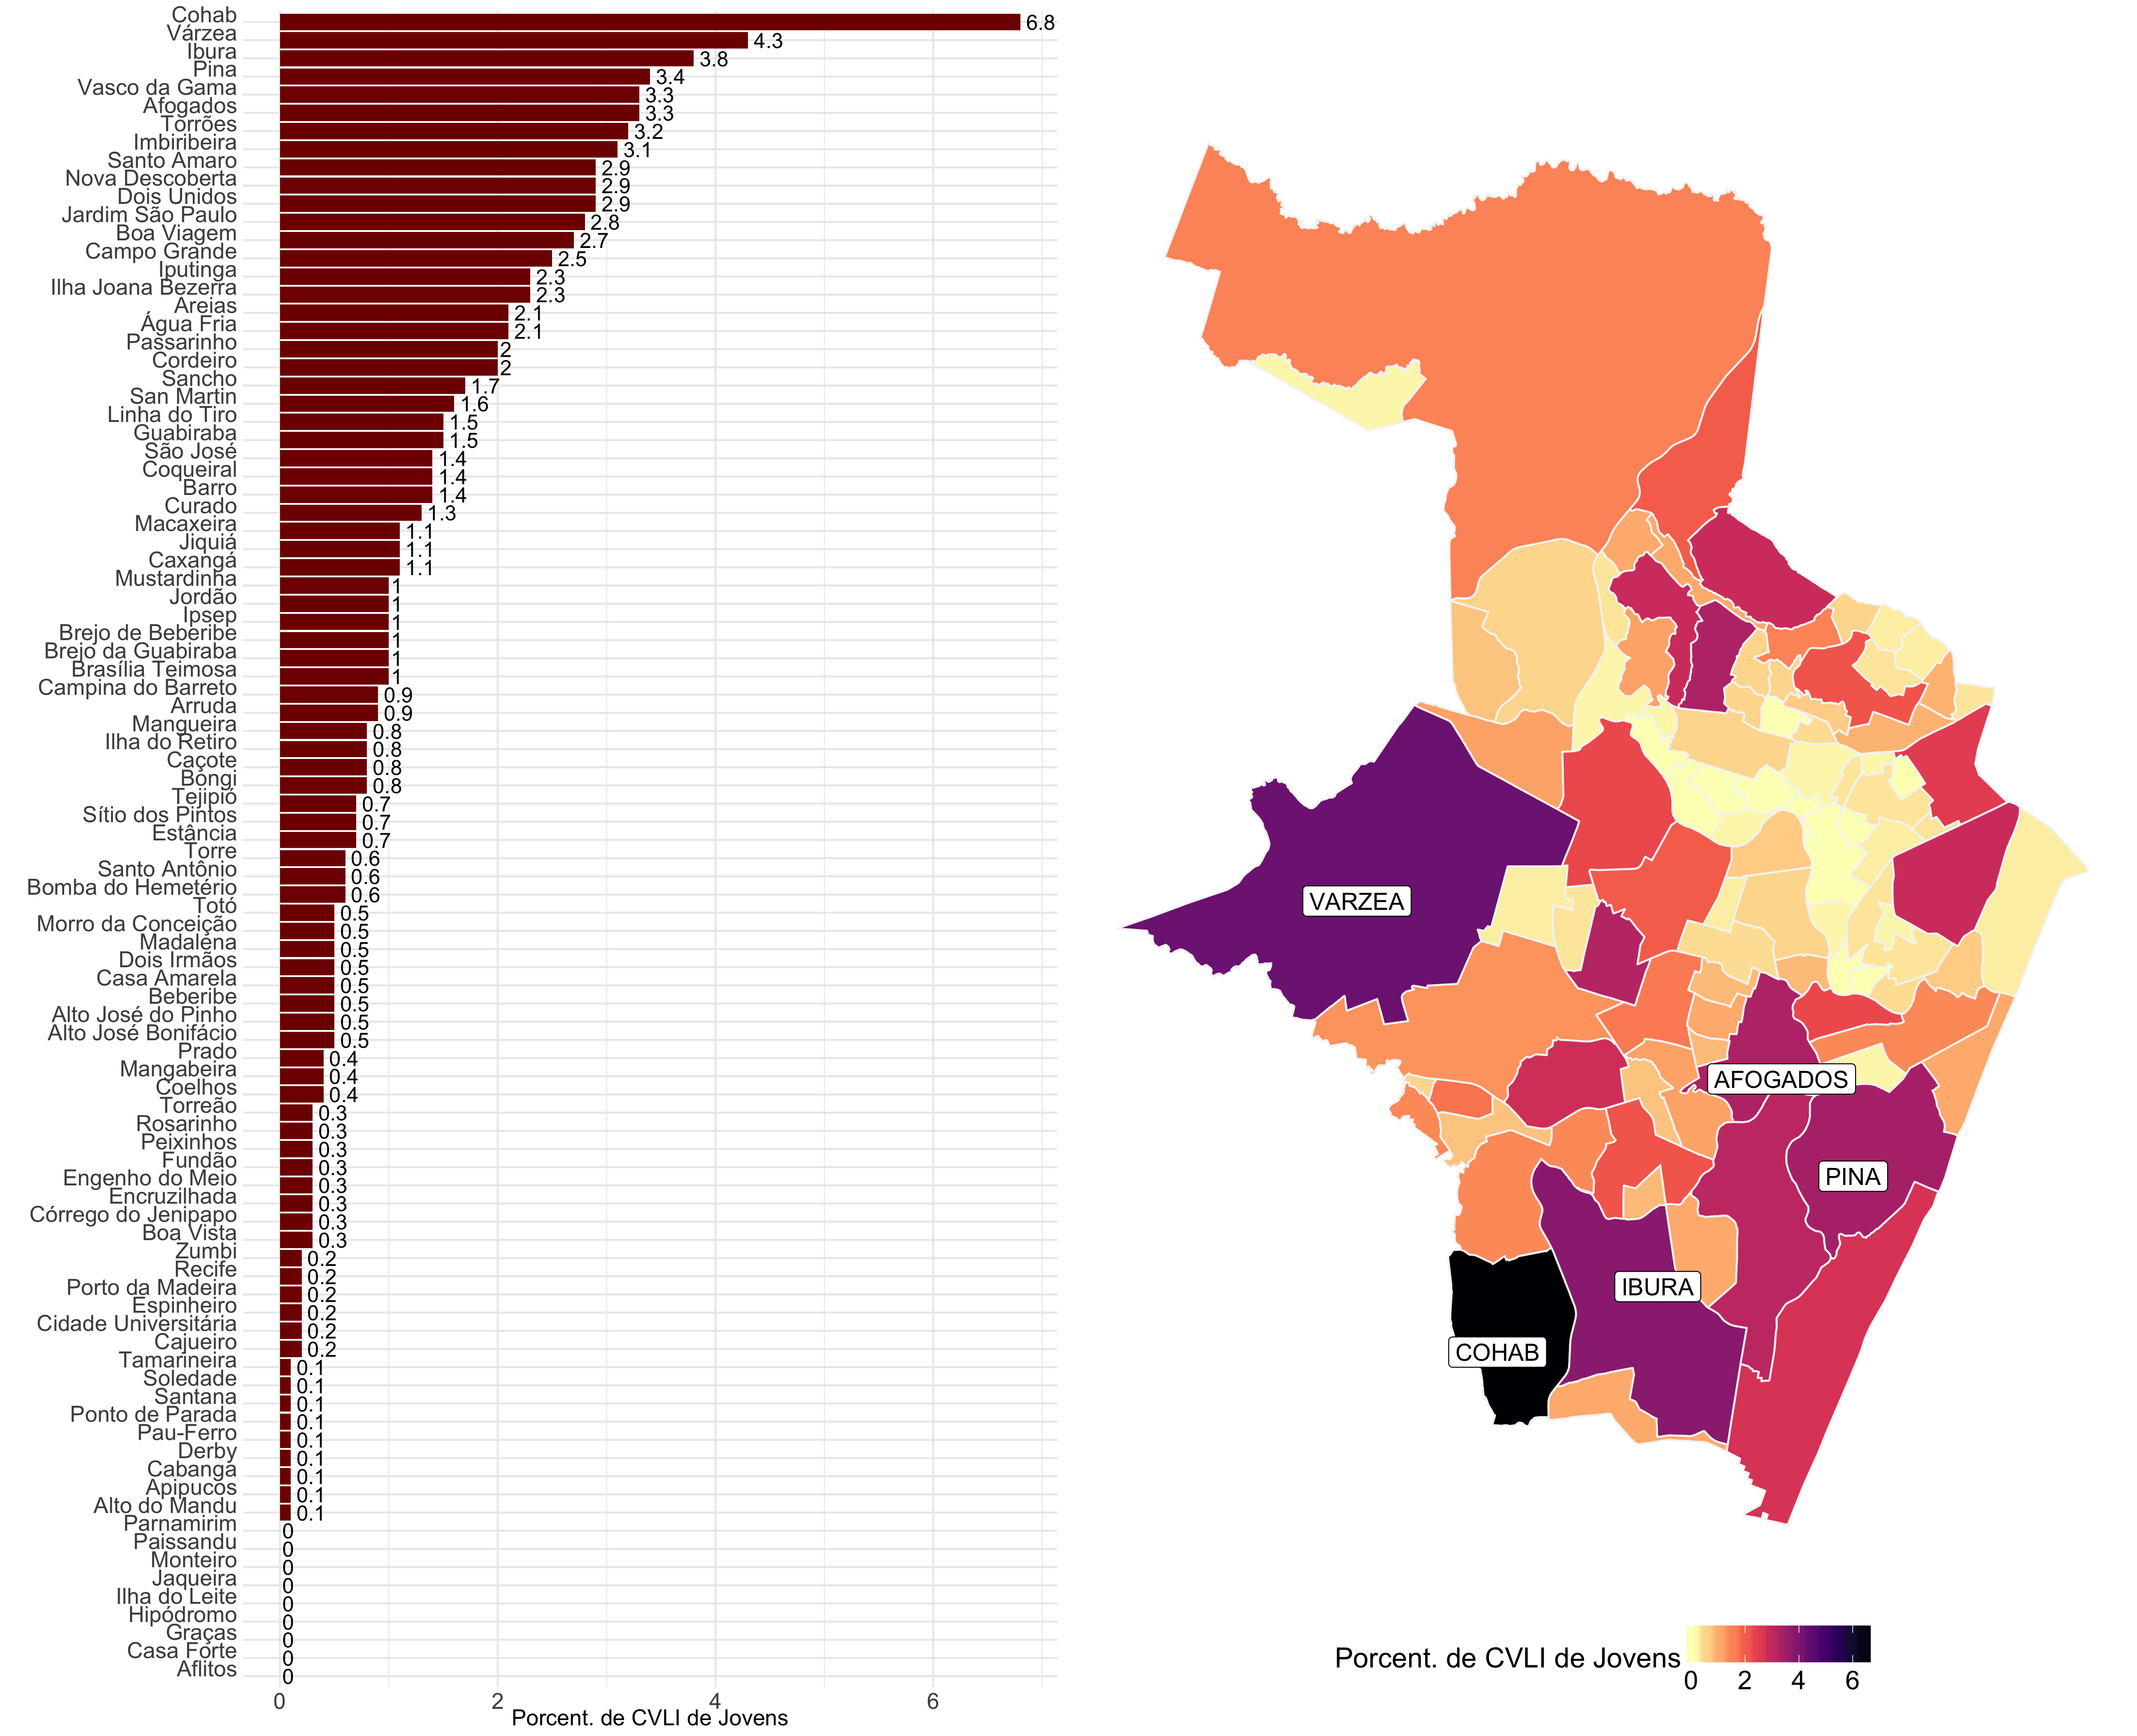 Cohab 6.8
Várzea 4.3
Ibura 3.8
Pina 3.4
Vasco da Gama 3.3
Afogados 3.3
Torrões 3.2
Imbiribeira 3.1
Santo Amaro 2.9
Nova Descoberta 2.9
Dois Unidos 2.9
Jardim São Paulo 2.8
Boa Viagem 2.7
Campo Grande 2.5
Iputinga 2.3
Ilha Joana Bezerra 2.3
Areias 2.1
Água Fria 2.1
Passarinho 2
Cordeiro 2
Sancho 1.7
San Martin 1.6
Linha do Tiro 1.5
Guabiraba 1.5
São José 1.4
Coqueiral 1.4
Barro 1.4
Curado 1.3
Macaxeira 1.1
Jiquiá 1.1
Caxangá 1.1
Mustardinha 1
Jordão 1
Ipsep 1
Brejo de Beberibe 1
Brejo da Guabiraba 1
Brasília Teimosa 1
Campina do Barreto 0.9
Arruda 0.9
Mangueira 0.8
Ilha do Retiro 0.8
Caçote 0.8
Bongi 0.8
Tejipió 0.7
Sítio dos Pintos 0.7
Estância 0.7
Torre 0.6
Santo Antônio 0.6
Bomba do Hemetério 0.6
Totó 0.5
Morro da Conceição 0.5
Madalena 0.5
Dois Irmãos 0.5
Casa Amarela 0.5
Beberibe 0.5
Alto José do Pinho 0.5
Alto José Bonifácio 0.5
Prado 0.4
Mangabeira 0.4
Coelhos 0.4
Torreão 0.3
Rosarinho 0.3
Peixinhos 0.3
Fundão 0.3
Engenho do Meio 0.3
Encruzilhada 0.3
Córrego do Jenipapo 0.3
Boa Vista 0.3
Zumbi 0.2
Recife 0.2
Porto da Madeira 0.2
Espinheiro 0.2
Cidade Universitária 0.2
Cajueiro 0.2
Tamarineira 0.1
Soledade 0.1
Santana 0.1
Ponto de Parada 0.1
Pau-Ferro 0.1
Derby 0.1
Cabanga 0.1
Apipucos 0.1
Alto do Mandu 0.1
Parnamirim 0
Paissandu 0
Monteiro 0
Jaqueira 0
Ilha do Leite 0
Hipódromo 0
Graças 0
Casa Forte 0
Aflitos 0
0 2 4 6
Porcent. de CVLI de Jovens
VARZEA
AFOGADOS
PINA
IBURA
COHAB
Porcent. de CVLI de Jovens
0 2 4 6